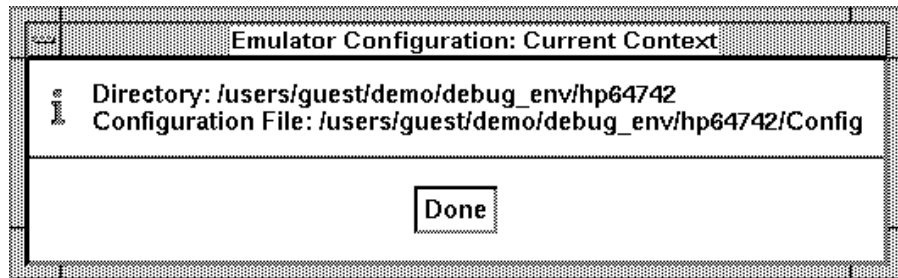 Emulator Configuration: Current Context
i
Directory: /users/guest/demo/debug_env/hp64742
Configuration File: /users/guest/demo/debug_env/hp64742/Config
Done